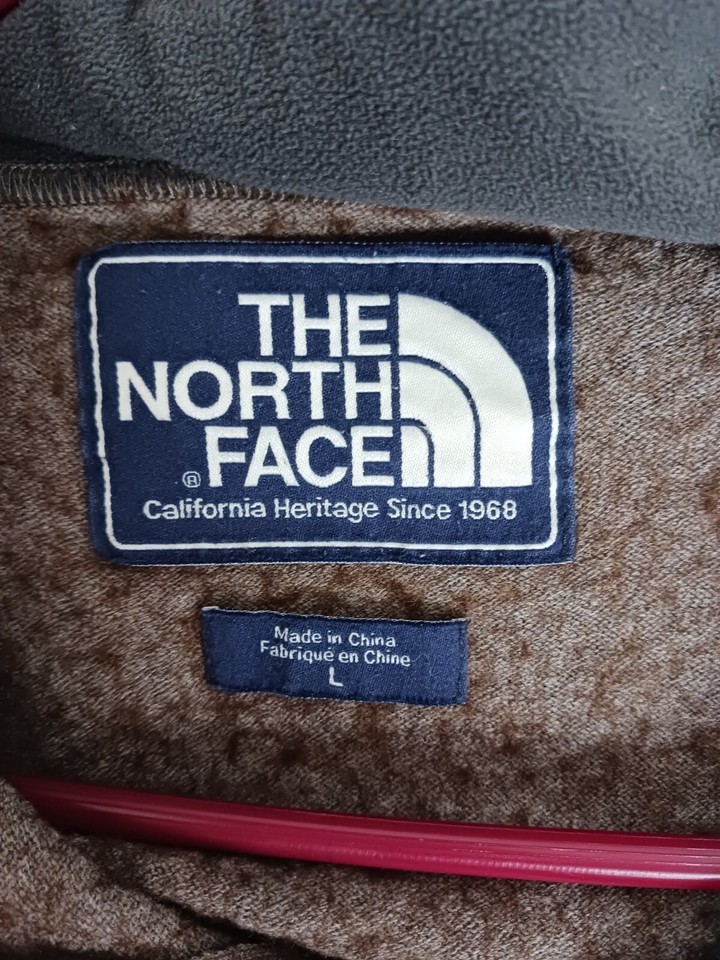 THE
NORTH
® FACE
California Heritage Since 1968
Made in China
Fabriqué en Chine
L